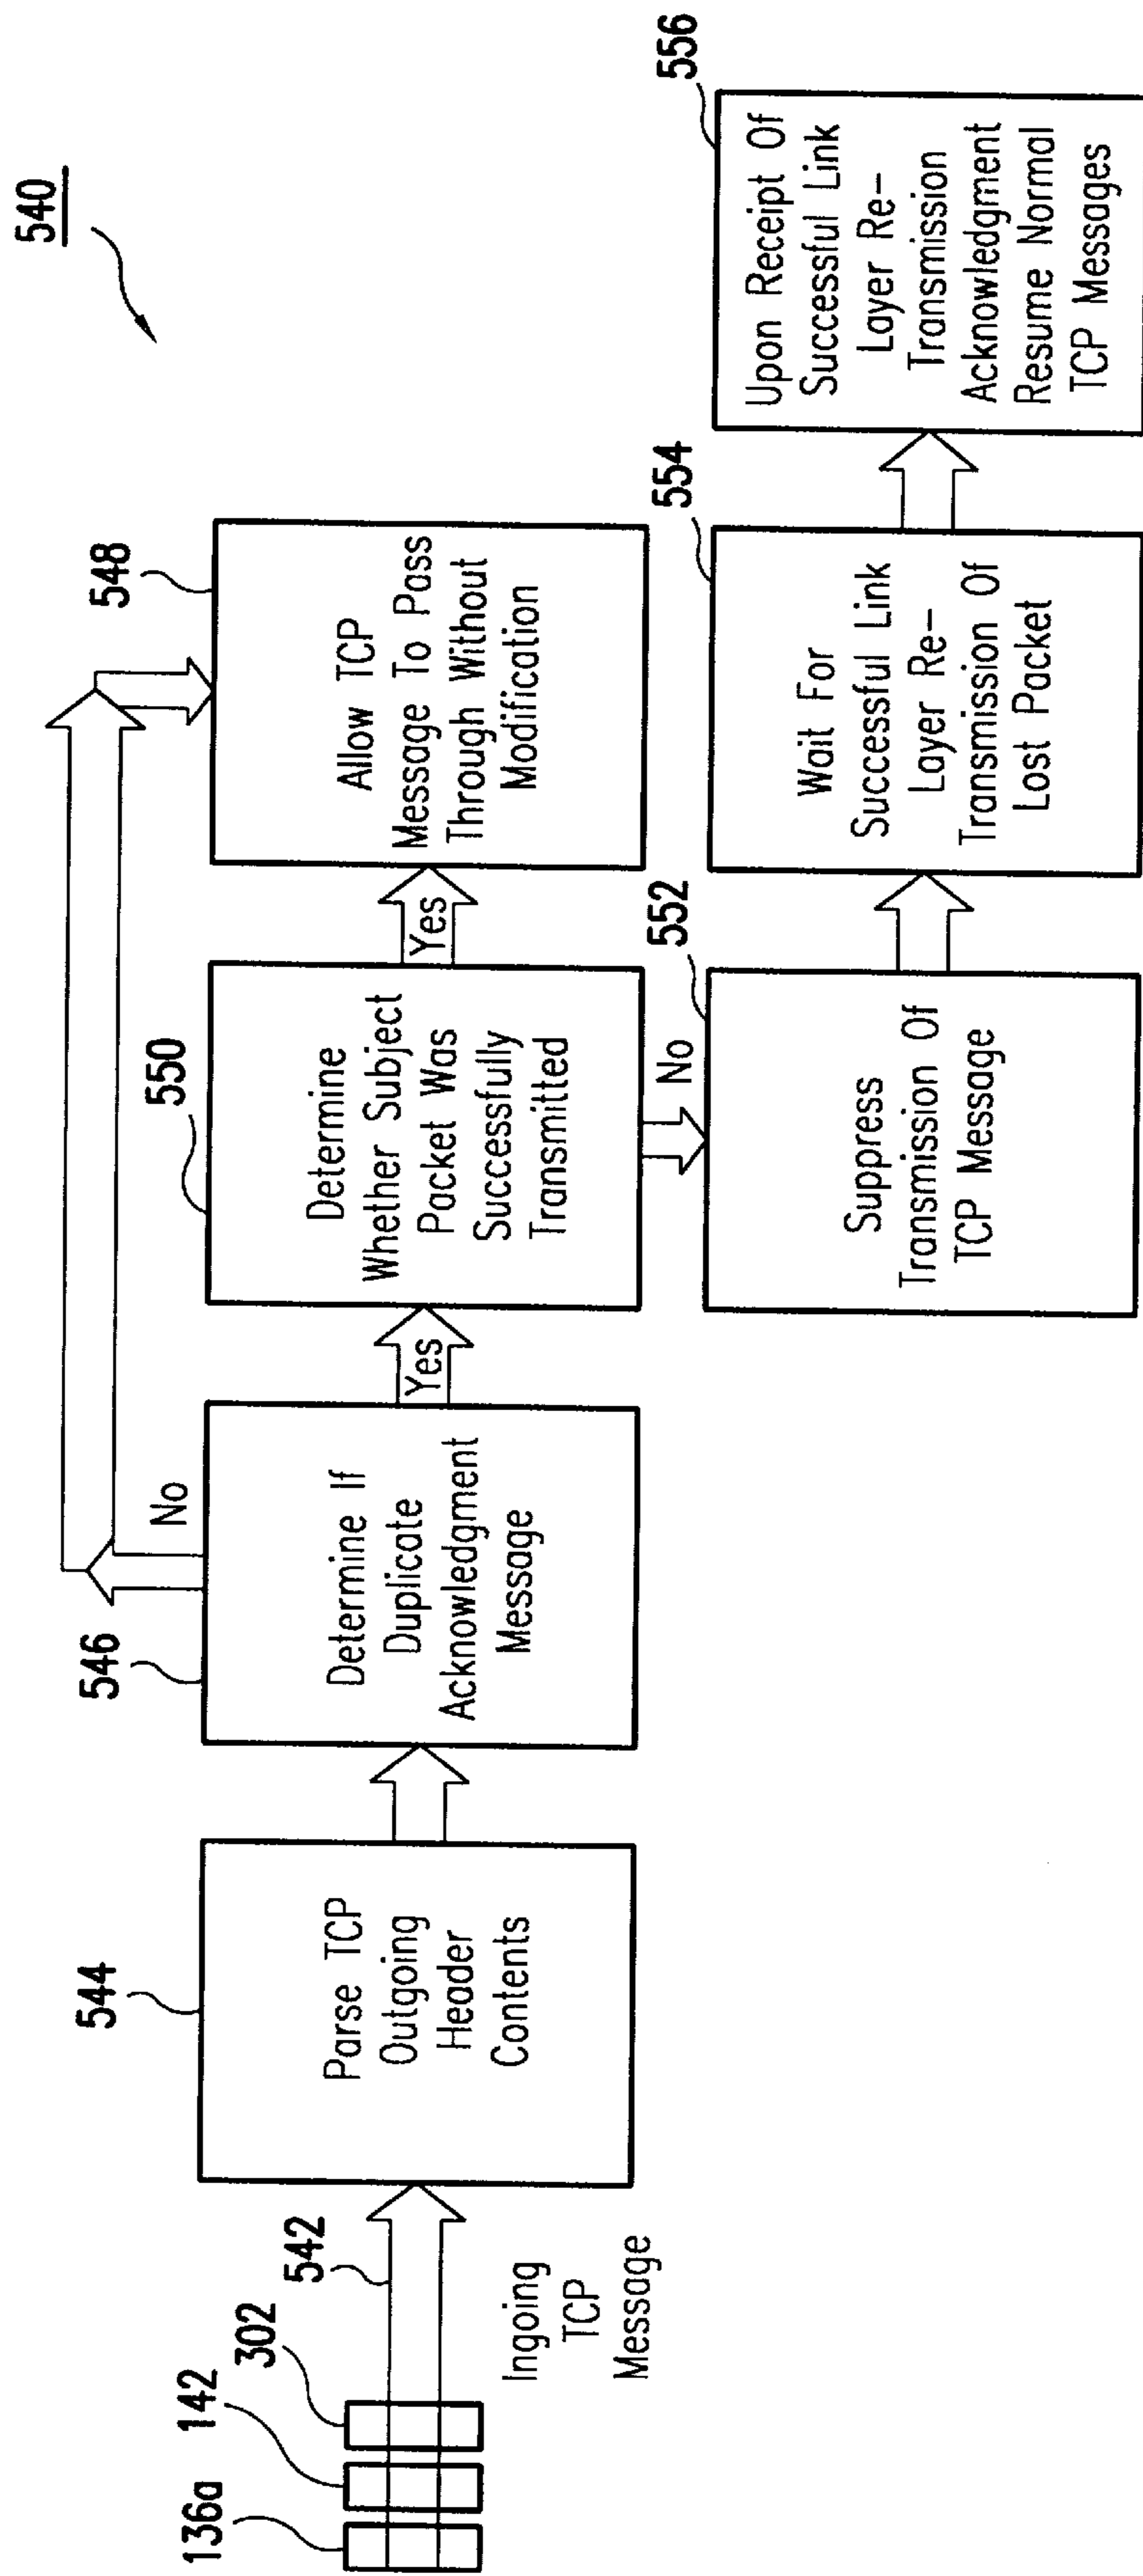 540
136a
142
302
542
Ingoing
TCP
Message
544
Parse TCP
Outgoing
Header
Contents
546
Determine If
Duplicate
Acknowledgment
Message
No
Yes
550
Determine
Whether Subject
Packet Was
Successfully
Transmitted
Yes
548
Allow TCP
Message To Pass
Through Without
Modification
No
552
Suppress
Transmission Of
TCP Message
554
Wait For
Successful Link
Layer Re-
Transmission Of
Lost Packet
556
Upon Receipt Of
Successful Link
Layer Re-
Transmission
Acknowledgment
Resume Normal
TCP Messages